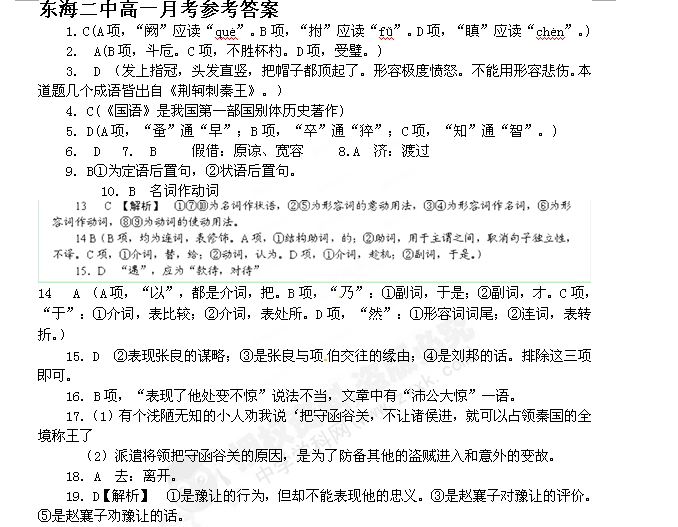 东海二中高一月考参考答案
1.C(A项,“阙”应读“quē”。B项,“拊”应读“fǔ”。D项,“瞋”应读“chēn”。)
2. A(B项,斗卮。C项,不胜杯杓。D项,受璧。)
3. D (发上指冠,头发直竖,把帽子都顶起了。形容极度愤怒。不能用形容悲伤。本
道题几个成语皆出自《荆轲刺秦王》。)
4. C(《国语》是我国第一部国别体历史著作)
5. D(A项,“蚤”通“早”;B项,“卒”通“猝”;C项,“知”通“智”。)
6. D 7. B 假借:原谅、宽容 8.A 济:渡过
9. B①为定语后置句,②状语后置句。
10. B 名词作动词
13 C【解析】 ①⑦⑩为名词作状语,②⑤为形容词的意动用法,③④为形容词作名词,⑥为形
容词作动词,⑧⑨为动词的使动用法。
14 B(B项,均为连词,表修饰。A项,①结构助词,的;②助词,用于主谓之间,取消句子独立性,
不译。C项,①介词,替,给;②动词,认为。D项,①介词,趁机;②副词,于是。)
15. D “遇”,应为“款待,对待”
14 A (A项,“以”,都是介词,把。B项,“乃”:①副词,于是;②副词,才。C项,
“于”:①介词,表比较;②介词,表处所。D项,“然”:①形容词词尾;②连词,表转
折。)
15. D ②表现张良的谋略;③是张良与项伯交往的缘由;④是刘邦的话。排除这三项
即可。
16. B项,“表现了他处变不惊”说法不当,文章中有“沛公大惊”一语。
17.(1)有个浅陋无知的小人劝我说‘把守函谷关,不让诸侯进,就可以占领秦国的全
境称王了
(2)派遣将领把守函谷关的原因,是为了防备其他的盗贼进入和意外的变故。
18. A 去:离开。
19. D【解析】 ①是豫让的行为,但却不能表现他的忠义。③是赵襄子对豫让的评价。
⑤是赵襄子劝豫让的话。